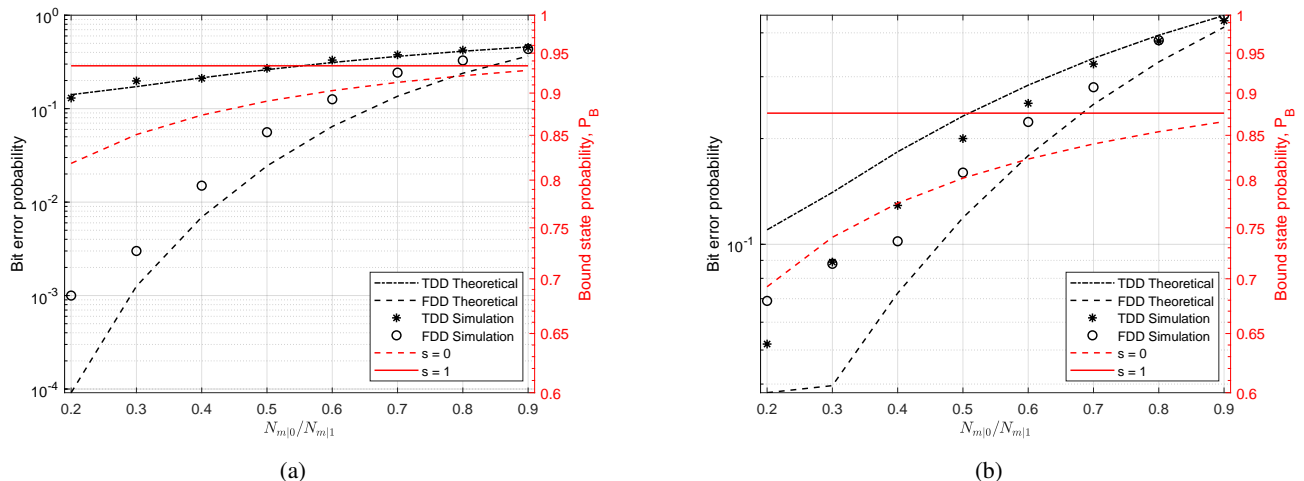 10^0
10^-1
10^-2
10^-3
10^-4
Bit error probability
0.2 0.3 0.4 0.5 0.6 0.7 0.8 0.9
N_{m|0}/N_{m|1}
1
0.95
0.9
0.85
0.8
0.75
0.7
0.65
0.6
Bound state probability, P_B
TDD Theoretical
FDD Theoretical
TDD Simulation
FDD Simulation
s = 0
s = 1
(a)
10^-1
Bit error probability
0.2 0.3 0.4 0.5 0.6 0.7 0.8 0.9
N_{m|0}/N_{m|1}
1
0.95
0.9
0.85
0.8
0.75
0.7
0.65
0.6
Bound state probability, P_B
TDD Theoretical
FDD Theoretical
TDD Simulation
FDD Simulation
s = 0
s = 1
(b)